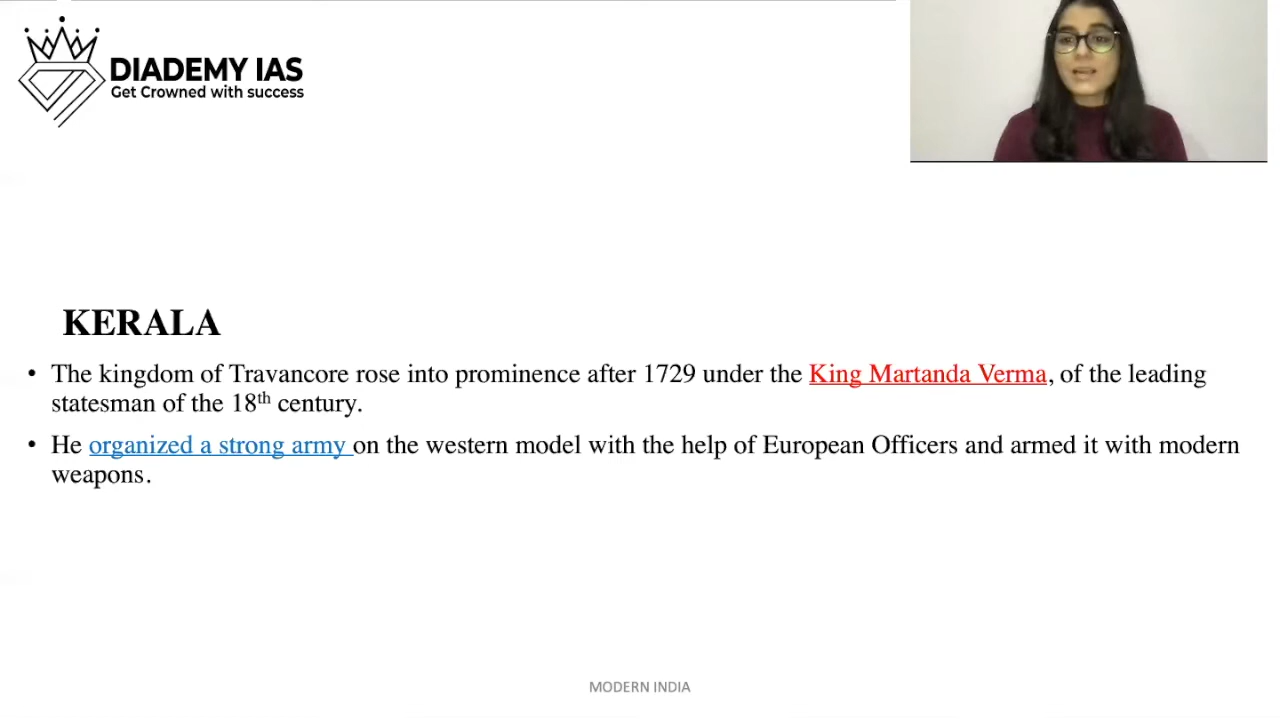 DIADEMY IAS
Get Crowned with success
KERALA
• The kingdom of Travancore rose into prominence after 1729 under the King Martanda Verma, of the leading
statesman of the 18th century.
• He organized a strong army on the western model with the help of European Officers and armed it with modern
weapons.
MODERN INDIA